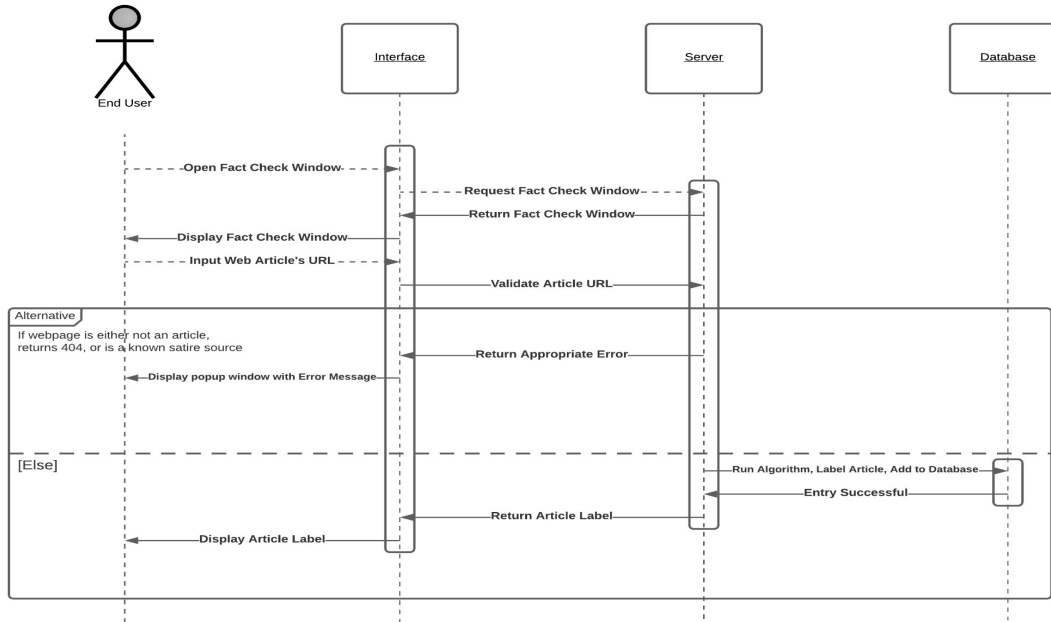 Interface
Server
Database
End User
Open Fact Check Window
Request Fact Check Window
Return Fact Check Window
Display Fact Check Window
Input Web Article's URL
Validate Article URL
Alternative
If webpage is either not an article,
returns 404, or is a known satire source
Return Appropriate Error
Display popup window with Error Message
[Else]
Run Algorithm, Label Article, Add to Database
Entry Successful
Return Article Label
Display Article Label